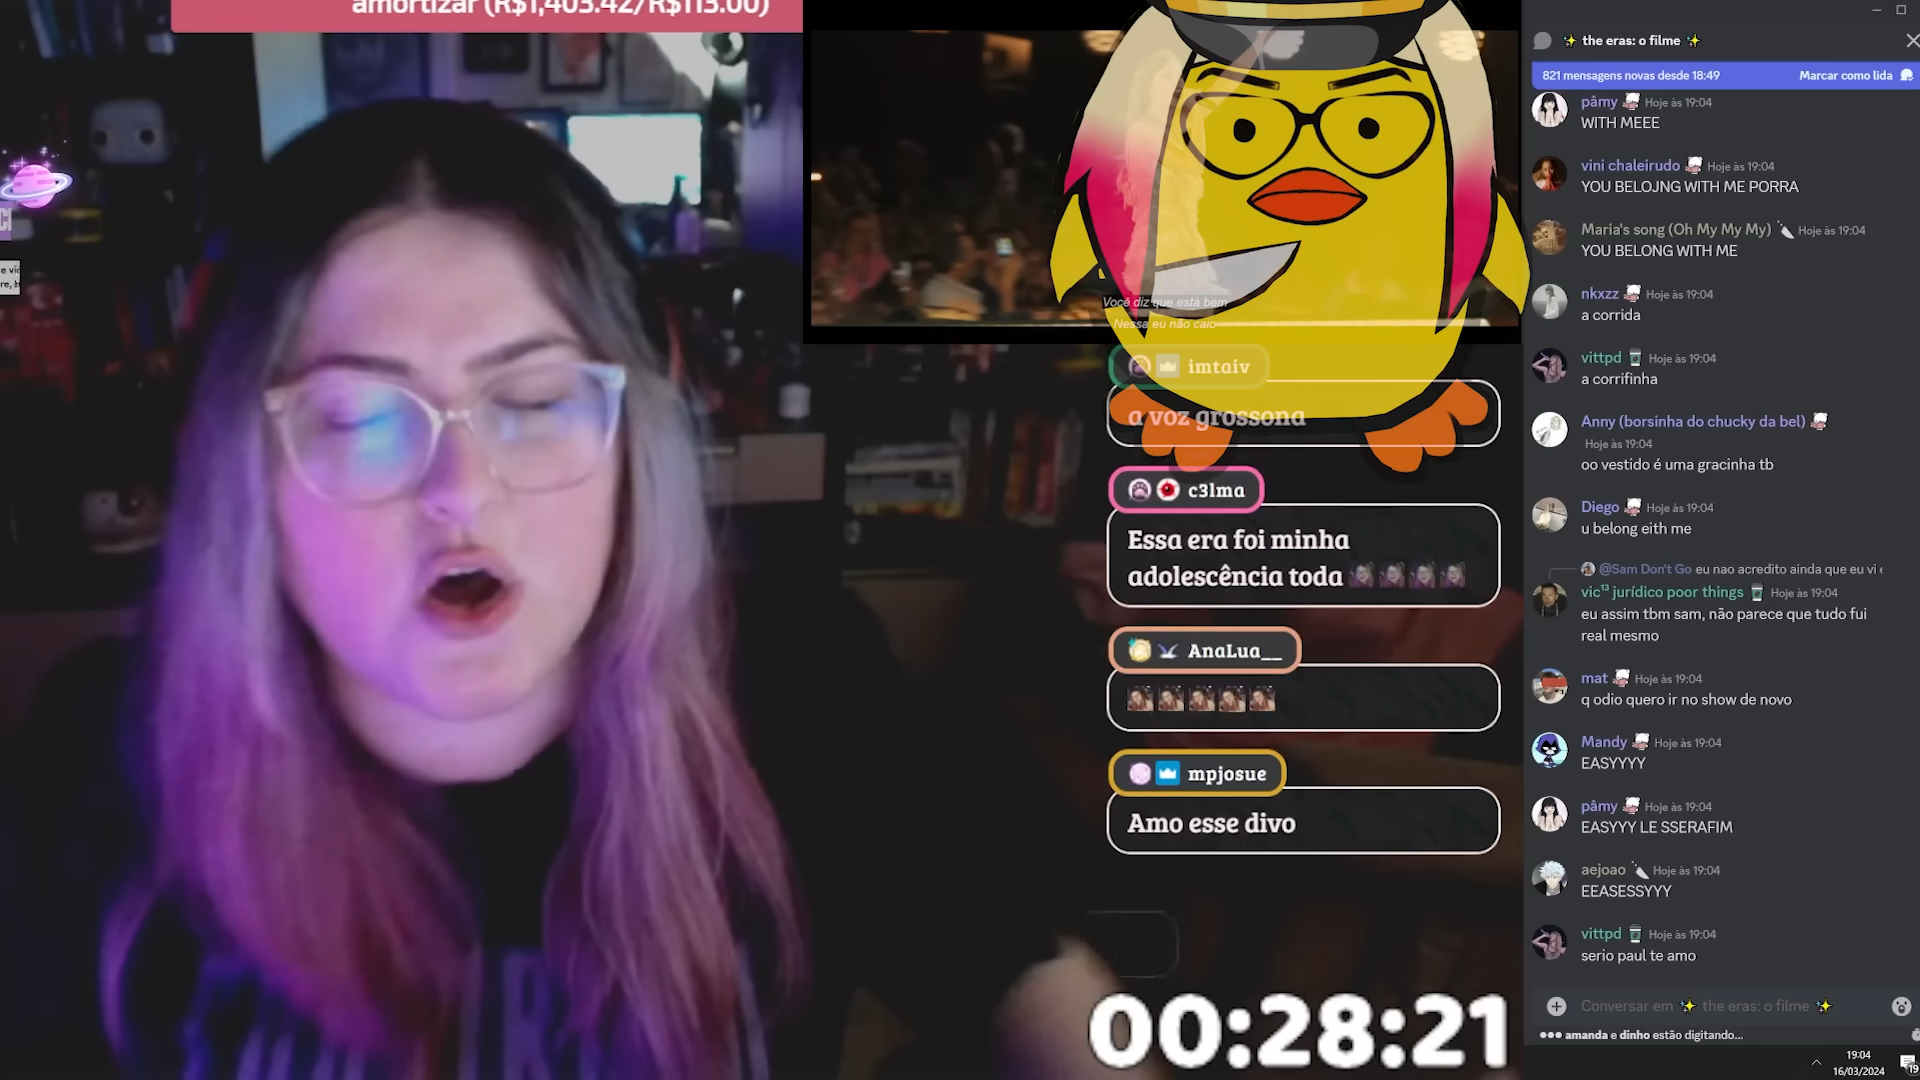 amortizar (R$1,403.42/R$113.00)
Você diz que está bem
Nessa eu não caio
imtaiv
a voz grossona
c3lma
Essa era foi minha
adolescência toda
AnaLua__
mpjosue
Amo esse divo
00:28:21
✨ the eras: o filme ✨
821 mensagens novas desde 18:49 Marcar como lida
pâmy Hoje às 19:04
WITH MEEE
vini chaleirudo Hoje às 19:04
YOU BELOJNG WITH ME PORRA
Maria's song (Oh My My My) Hoje às 19:04
YOU BELONG WITH ME
nkxzz Hoje às 19:04
a corrida
vittpd Hoje às 19:04
a corrifinha
Anny (borsinha do chucky da bel)
Hoje às 19:04
oo vestido é uma gracinha tb
Diego Hoje às 19:04
u belong eith me
@Sam Don't Go eu nao acredito ainda que eu vi
vic¹³ jurídico poor things Hoje às 19:04
eu assim tbm sam, não parece que tudo fui
real mesmo
mat Hoje às 19:04
q odio quero ir no show de novo
Mandy Hoje às 19:04
EASYYYY
pâmy Hoje às 19:04
EASYYY LE SSERAFIM
aejoao Hoje às 19:04
EEASESSYYY
vittpd Hoje às 19:04
serio paul te amo
Conversar em ✨ the eras: o filme ✨
amanda e dinho estão digitando...
19:04
16/03/2024
19